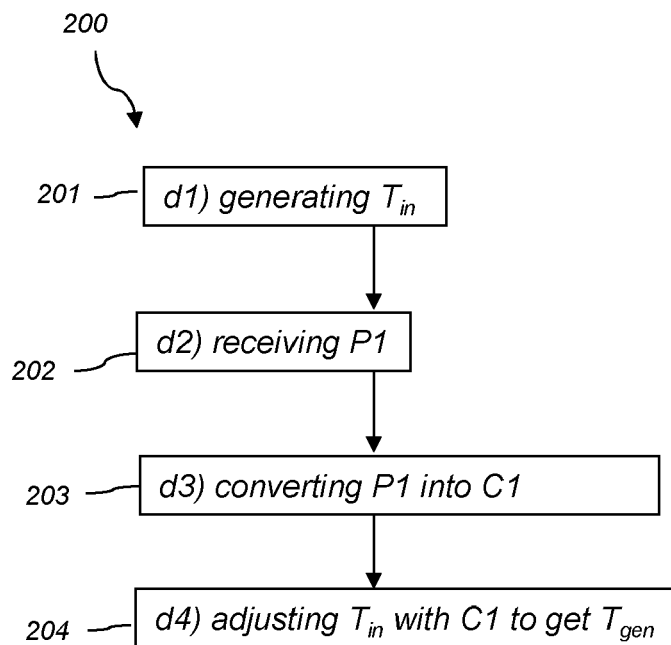 200
201
d1) generating T_in
d2) receiving P1
202
d3) converting P1 into C1
203
d4) adjusting T_in with C1 to get T_gen
204